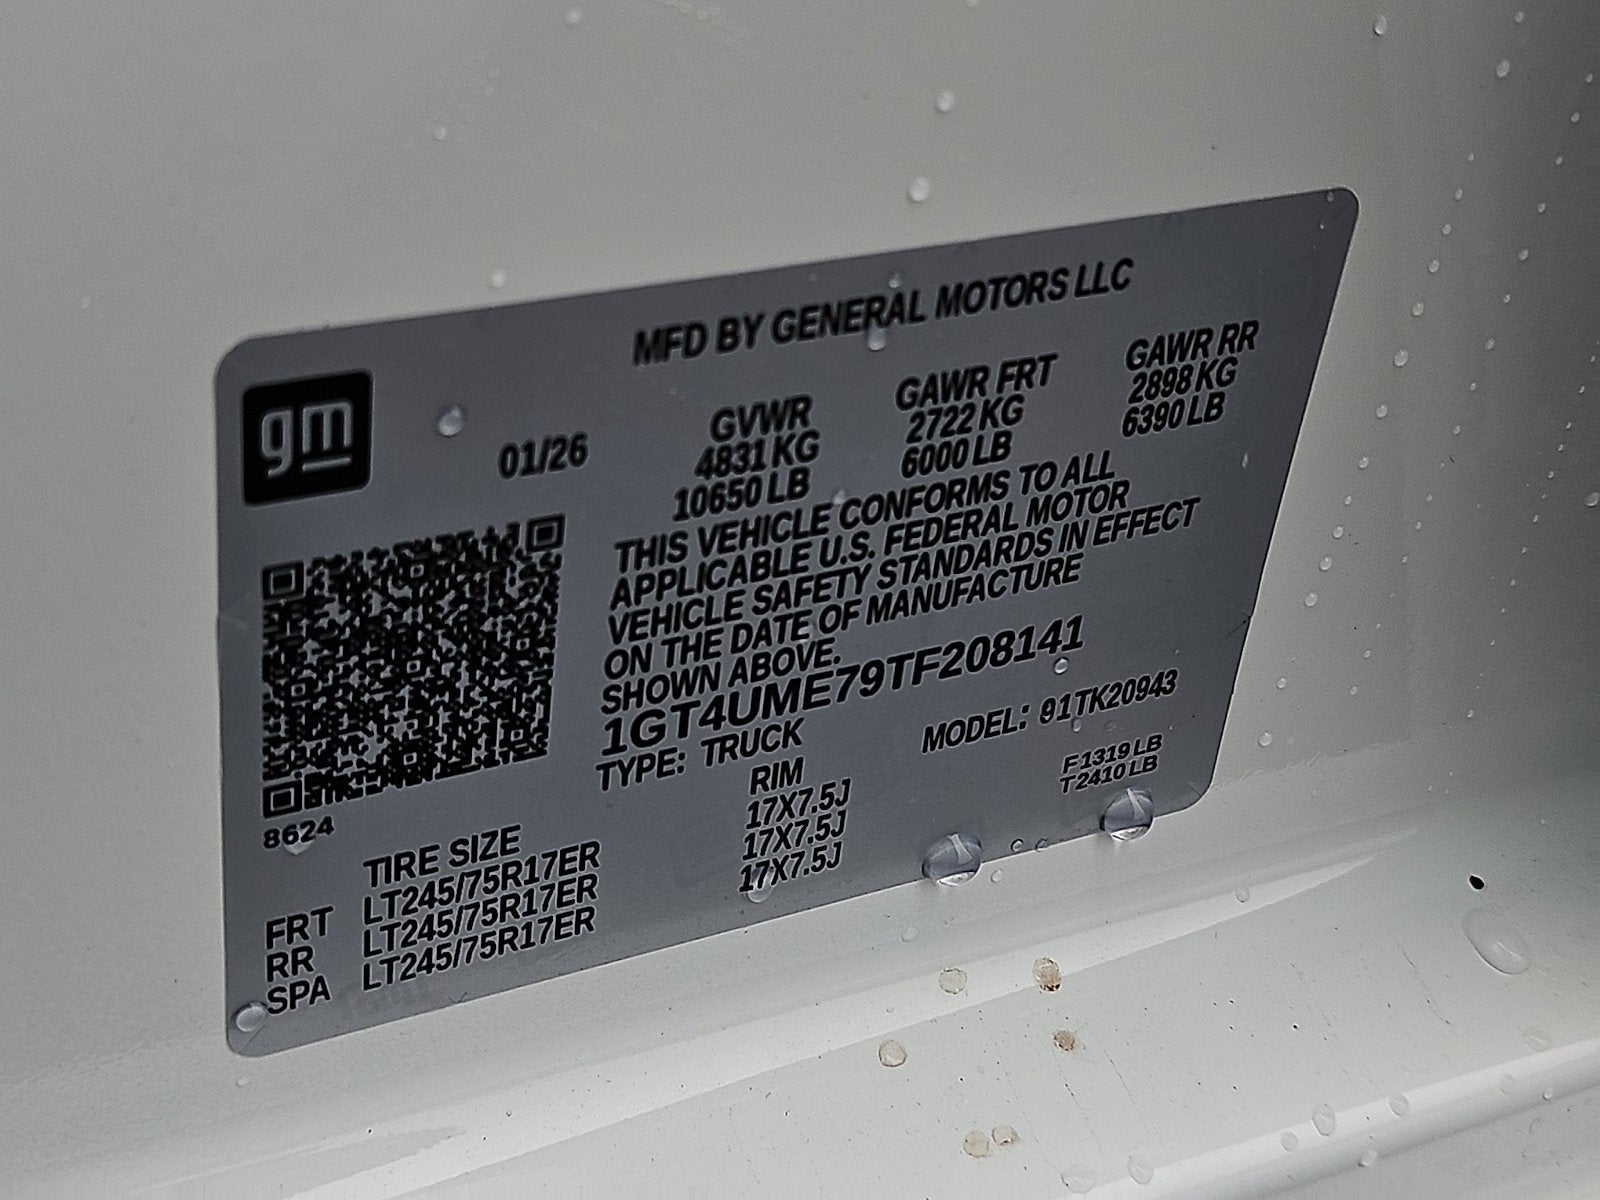 MFD BY GENERAL MOTORS LLC
gm
01/26
GVWR
4831 KG
10650 LB
GAWR FRT
2722 KG
6000 LB
GAWR RR
2898 KG
6390 LB
THIS VEHICLE CONFORMS TO ALL
APPLICABLE U.S. FEDERAL MOTOR
VEHICLE SAFETY STANDARDS IN EFFECT
ON THE DATE OF MANUFACTURE
SHOWN ABOVE.
1GT4UME79TF208141
TYPE: TRUCK
MODEL: 91TK20943
F1319 LB
T2410 LB
8624
TIRE SIZE RIM
FRT LT245/75R17ER 17X7.5J
RR LT245/75R17ER 17X7.5J
SPA LT245/75R17ER 17X7.5J